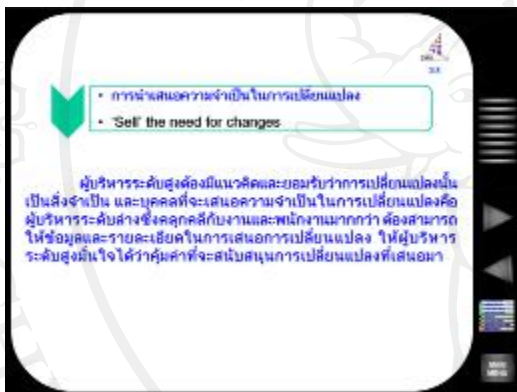 • การนำเสนอความจำเป็นในการเปลี่ยนแปลง
• 'Sell' the need for changes
ผู้บริหารระดับสูงต้องมีแนวคิดและยอมรับว่าการเปลี่ยนแปลงนั้น
เป็นสิ่งจำเป็น และบุคคลที่จะเสนอความจำเป็นในการเปลี่ยนแปลงคือ
ผู้บริหารระดับล่างซึ่งคลุกคลีกับงานและพนักงานมากกว่า ต้องสามารถ
ให้ข้อมูลและรายละเอียดในการเสนอการเปลี่ยนแปลง ให้ผู้บริหาร
ระดับสูงมั่นใจได้ว่าคุ้มค่าที่จะสนับสนุนการเปลี่ยนแปลงที่เสนอมา
MAIN
MENU